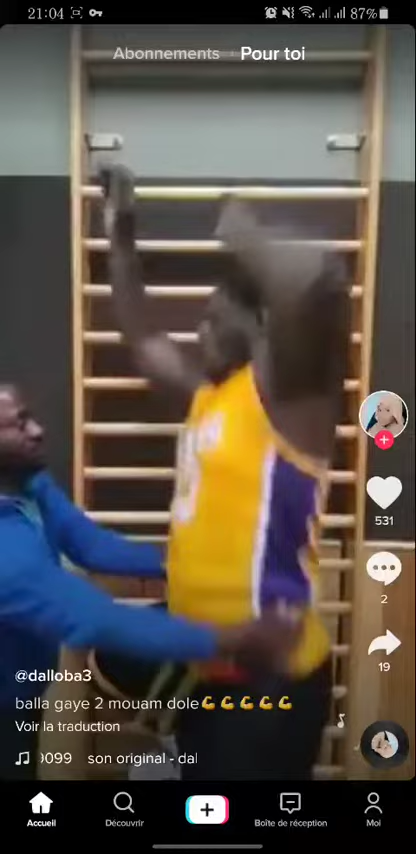 21:04 87%
Abonnements Pour toi
531
2
19
@dalloba3
balla gaye 2 mouam dole💪💪💪💪💪
Voir la traduction
9099 son original - dal
Accueil Découvrir Boîte de réception Moi